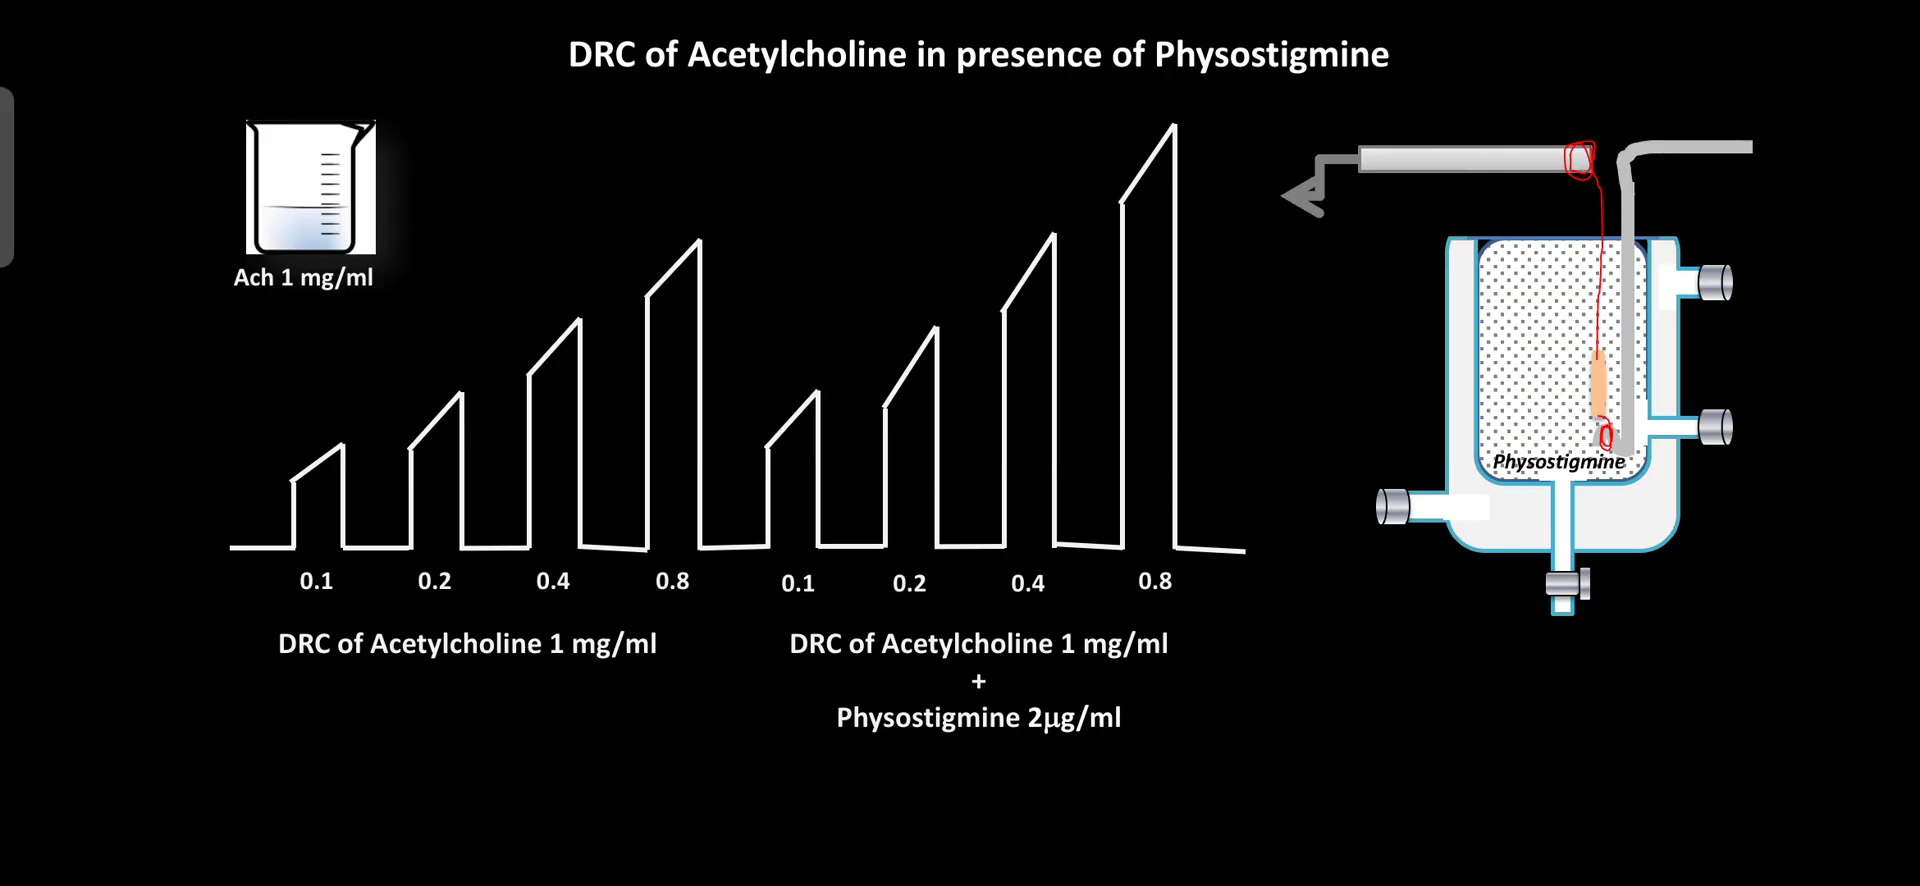 DRC of Acetylcholine in presence of Physostigmine
Ach 1 mg/ml
Physostigmine
0.1 0.2 0.4 0.8 0.1 0.2 0.4 0.8
DRC of Acetylcholine 1 mg/ml
DRC of Acetylcholine 1 mg/ml
+
Physostigmine 2µg/ml